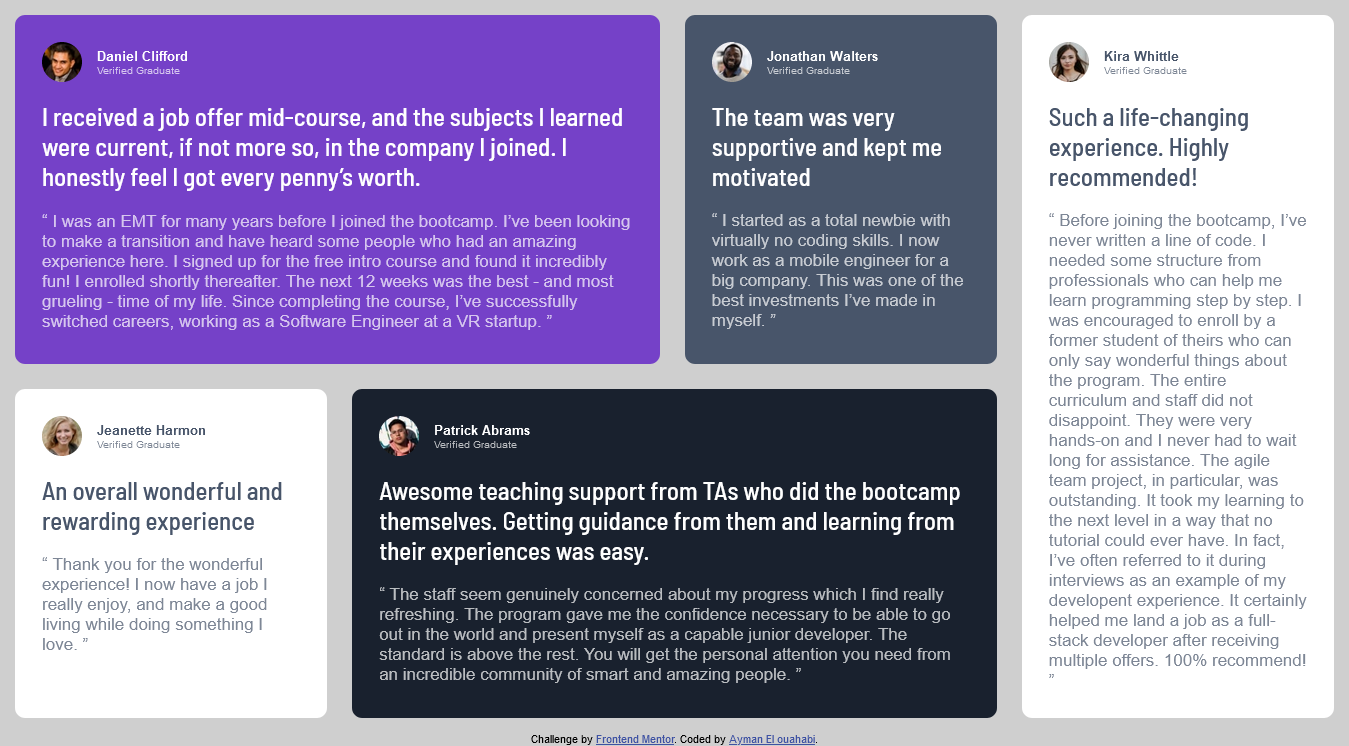 Daniel Clifford
Verified Graduate
I received a job offer mid-course, and the subjects I learned
were current, if not more so, in the company I joined. I
honestly feel I got every penny’s worth.
“ I was an EMT for many years before I joined the bootcamp. I’ve been looking
to make a transition and have heard some people who had an amazing
experience here. I signed up for the free intro course and found it incredibly
fun! I enrolled shortly thereafter. The next 12 weeks was the best - and most
grueling - time of my life. Since completing the course, I’ve successfully
switched careers, working as a Software Engineer at a VR startup. ”
Jonathan Walters
Verified Graduate
The team was very
supportive and kept me
motivated
“ I started as a total newbie with
virtually no coding skills. I now
work as a mobile engineer for a
big company. This was one of the
best investments I’ve made in
myself. ”
Kira Whittle
Verified Graduate
Such a life-changing
experience. Highly
recommended!
“ Before joining the bootcamp, I’ve
never written a line of code. I
needed some structure from
professionals who can help me
learn programming step by step. I
was encouraged to enroll by a
former student of theirs who can
only say wonderful things about
the program. The entire
curriculum and staff did not
disappoint. They were very
hands-on and I never had to wait
long for assistance. The agile
team project, in particular, was
outstanding. It took my learning to
the next level in a way that no
tutorial could ever have. In fact,
I’ve often referred to it during
interviews as an example of my
developent experience. It certainly
helped me land a job as a full-
stack developer after receiving
multiple offers. 100% recommend!
”
Jeanette Harmon
Verified Graduate
An overall wonderful and
rewarding experience
“ Thank you for the wonderful
experience! I now have a job I
really enjoy, and make a good
living while doing something I
love. ”
Patrick Abrams
Verified Graduate
Awesome teaching support from TAs who did the bootcamp
themselves. Getting guidance from them and learning from
their experiences was easy.
“ The staff seem genuinely concerned about my progress which I find really
refreshing. The program gave me the confidence necessary to be able to go
out in the world and present myself as a capable junior developer. The
standard is above the rest. You will get the personal attention you need from
an incredible community of smart and amazing people. ”
Challenge by Frontend Mentor. Coded by Ayman El ouahabi.